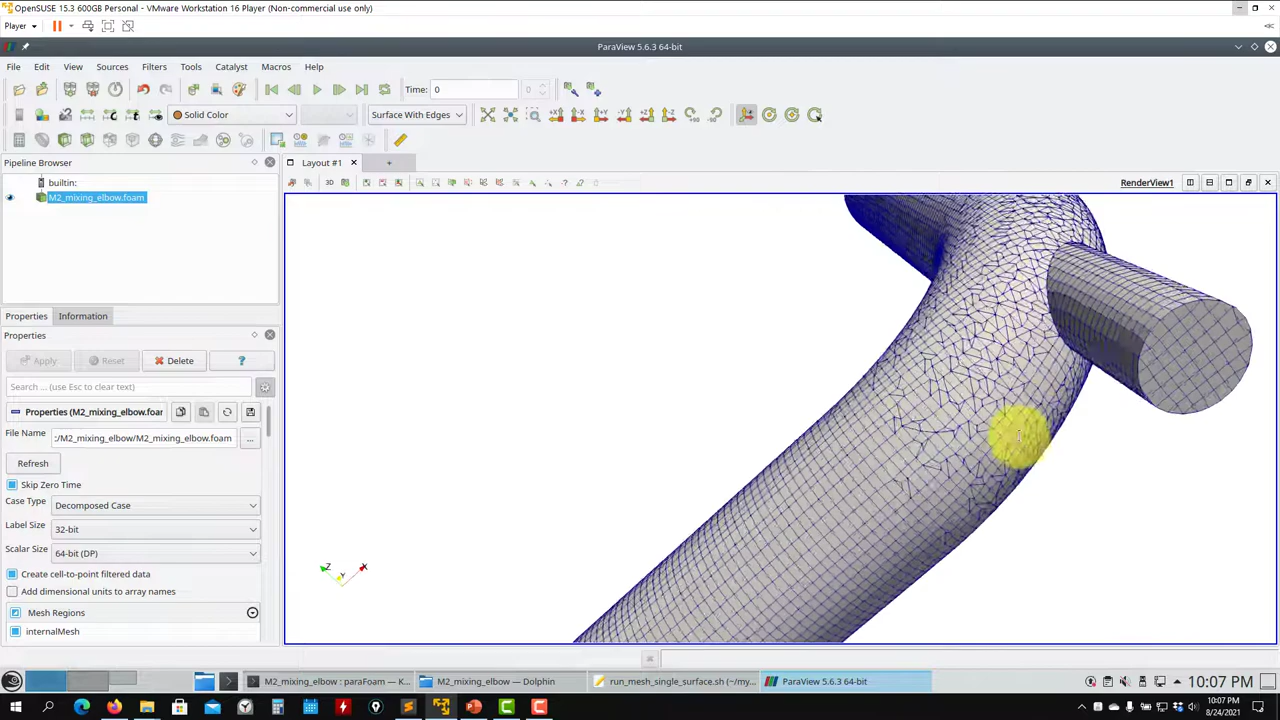 OpenSUSE 15.3 600GB Personal - VMware Workstation 16 Player (Non-commercial use only)
Player
ParaView 5.6.3 64-bit
File Edit View Sources Filters Tools Catalyst Macros Help
Time: 0 0
Solid Color Surface With Edges +X -X +Y -Y +Z -Z
Pipeline Browser Layout #1 +
builtin: 3D RenderView1
M2_mixing_elbow.foam
Properties Information
Properties
Apply Reset Delete ?
Search ... (use Esc to clear text)
Properties (M2_mixing_elbow.foar
File Name :/M2_mixing_elbow/M2_mixing_elbow.foam ...
Refresh
Skip Zero Time
Case Type Decomposed Case
Label Size 32-bit
Scalar Size 64-bit (DP)
Create cell-to-point filtered data
Z Y X
Add dimensional units to array names
Mesh Regions
internalMesh
M2_mixing_elbow : paraFoam — K... M2_mixing_elbow — Dolphin run_mesh_single_surface.sh (~/my... ParaView 5.6.3 64-bit 10:07 PM
10:07 PM
8/24/2021